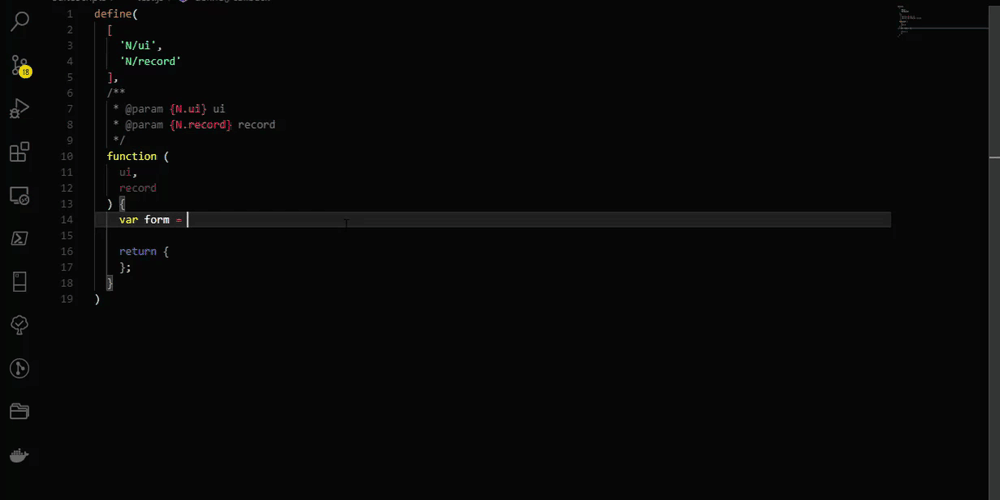 define(
[
'N/ui',
'N/record'
],
/**
* @param {N.ui} ui
* @param {N.record} record
*/
function (
ui,
record
) {
var form =
return {
};
}
)
1
2
3
4
5
6
7
8
9
10
11
12
13
14
15
16
17
18
19
18